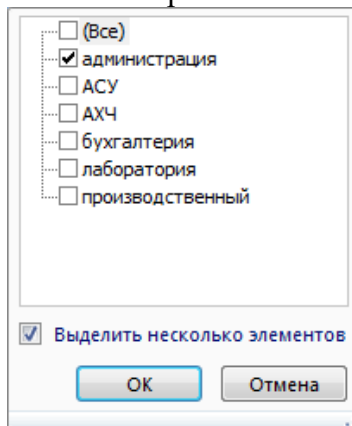 (Все)
администрация
АСУ
АХЧ
бухгалтерия
лаборатория
производственный
Выделить несколько элементов
ОК
Отмена